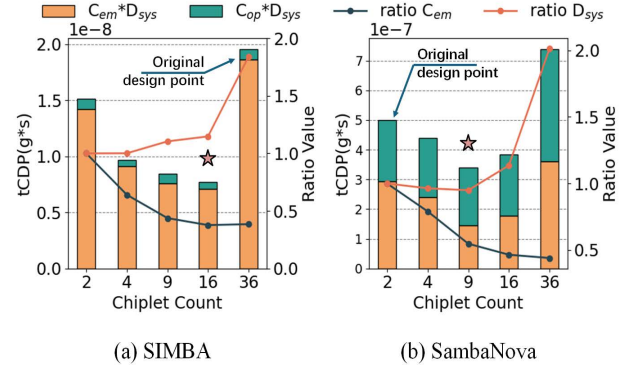 C_em*D_sys C_op*D_sys ratio C_em ratio D_sys
1e−8
2.0
1.5
1.0
0.5
0.0
tCDP(g*s)
Original
design point
2.0
1.5
1.0
0.5
0.0
Ratio Value
2 4 9 16 36
Chiplet Count
(a) SIMBA
1e−7
7
6
5
4
3
2
1
0
tCDP(g*s)
Original
design point
2.0
1.5
1.0
0.5
Ratio Value
2 4 9 16 36
Chiplet Count
(b) SambaNova